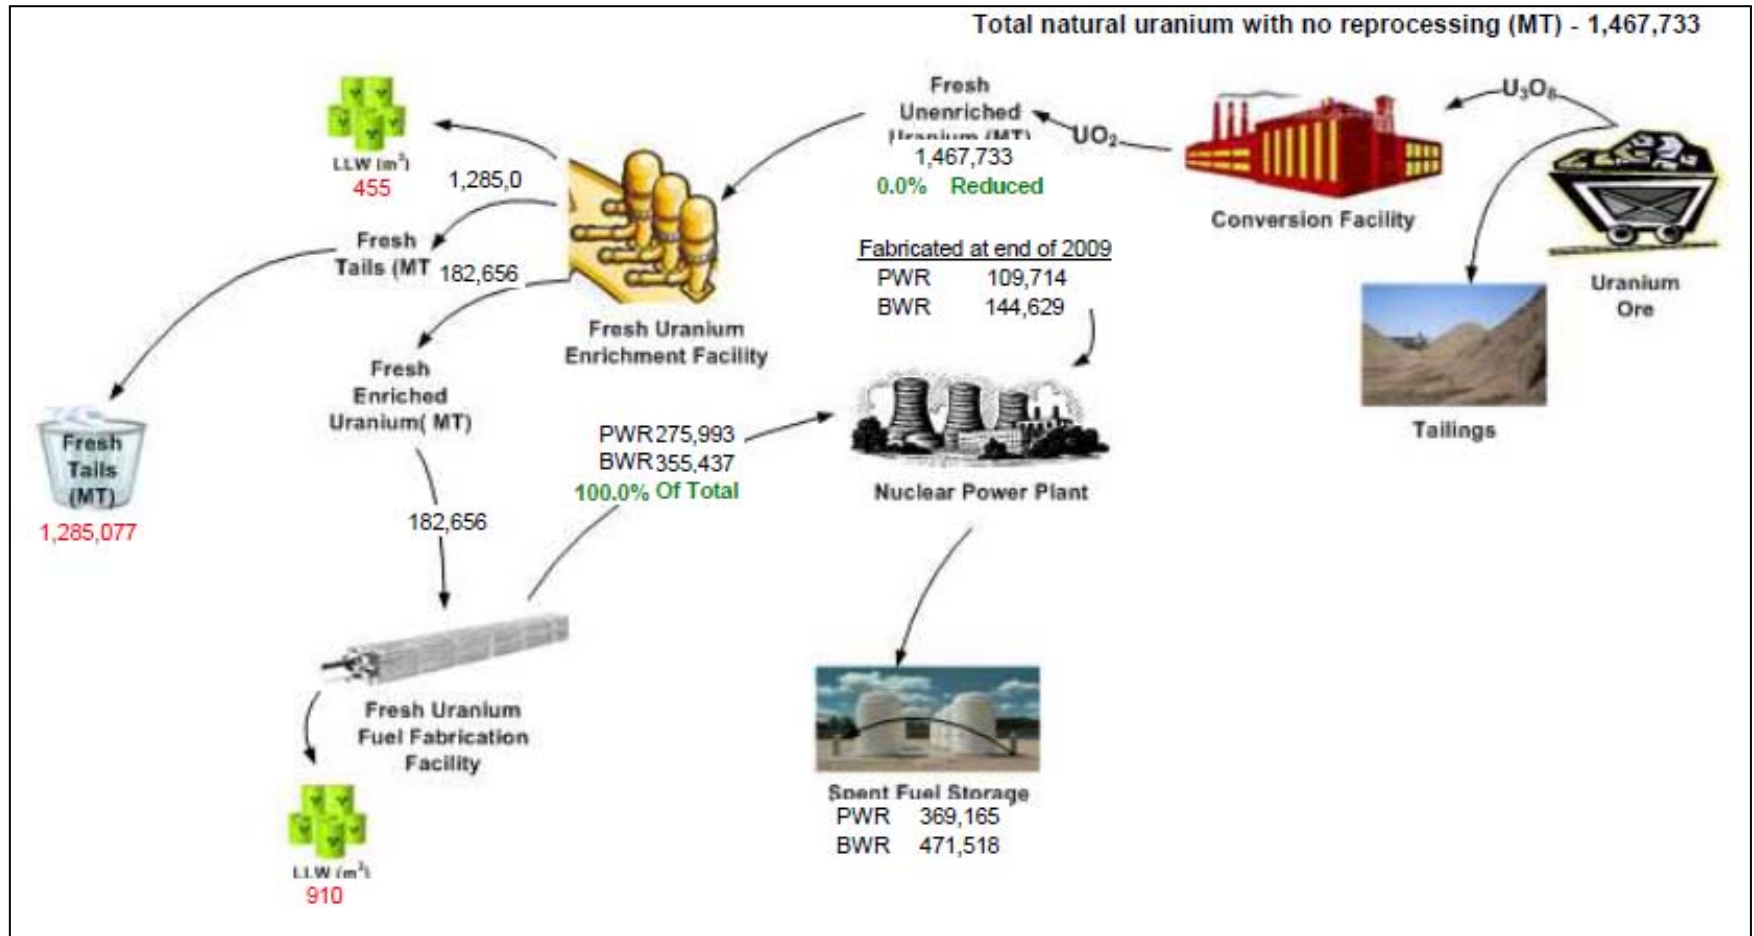 Total natural uranium with no reprocessing (MT) - 1,467,733
U₃O₈
UO₂
Fresh
Unenriched
Uranium (MT)
1,467,733
0.0% Reduced
Conversion Facility
Uranium
Ore
Tailings
LLW (m³)
455
1,285,0
Fresh
Tails (MT
182,656
Fresh Uranium
Enrichment Facility
Fresh
Enriched
Uranium( MT)
Fresh
Tails
(MT)
1,285,077
182,656
Fabricated at end of 2009
PWR 109,714
BWR 144,629
PWR 275,993
BWR 355,437
100.0% Of Total
Nuclear Power Plant
Fresh Uranium
Fuel Fabrication
Facility
LLW (m³)
910
Spent Fuel Storage
PWR 369,165
BWR 471,518